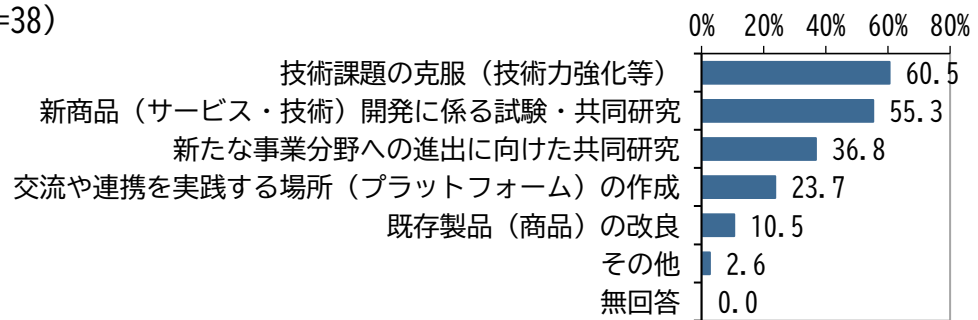 =38)
0% 20% 40% 60% 80%
技術課題の克服（技術力強化等） 60.5
新商品（サービス・技術）開発に係る試験・共同研究 55.3
新たな事業分野への進出に向けた共同研究 36.8
交流や連携を実践する場所（プラットフォーム）の作成 23.7
既存製品（商品）の改良 10.5
その他 2.6
無回答 0.0